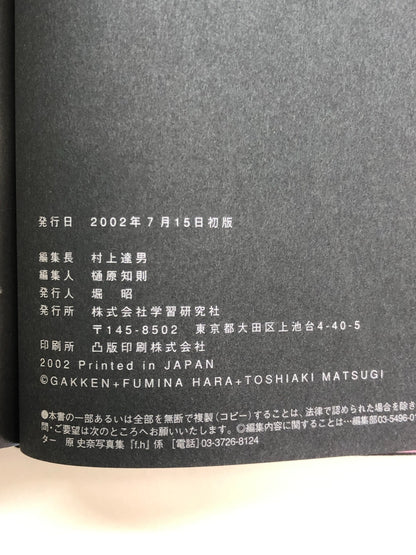 発行日 2002年7月15日初版
編集長 村上達男
編集人 樋原知則
発行人 堀 昭
発行所 株式会社学習研究社
〒145-8502 東京都大田区上池台4-40-5
印刷所 凸版印刷株式会社
2002 Printed in JAPAN
©GAKKEN+FUMINA HARA+TOSHIAKI MATSUGI
●本書の一部あるいは全部を無断で複製(コピー)することは、法律で認められた場合を除き
問・ご要望は次のところへお願いいたします。◎編集内容に関することは…編集部03-5496-0
ター 原 史奈写真集『f.h』係 [電話]03-3726-8124